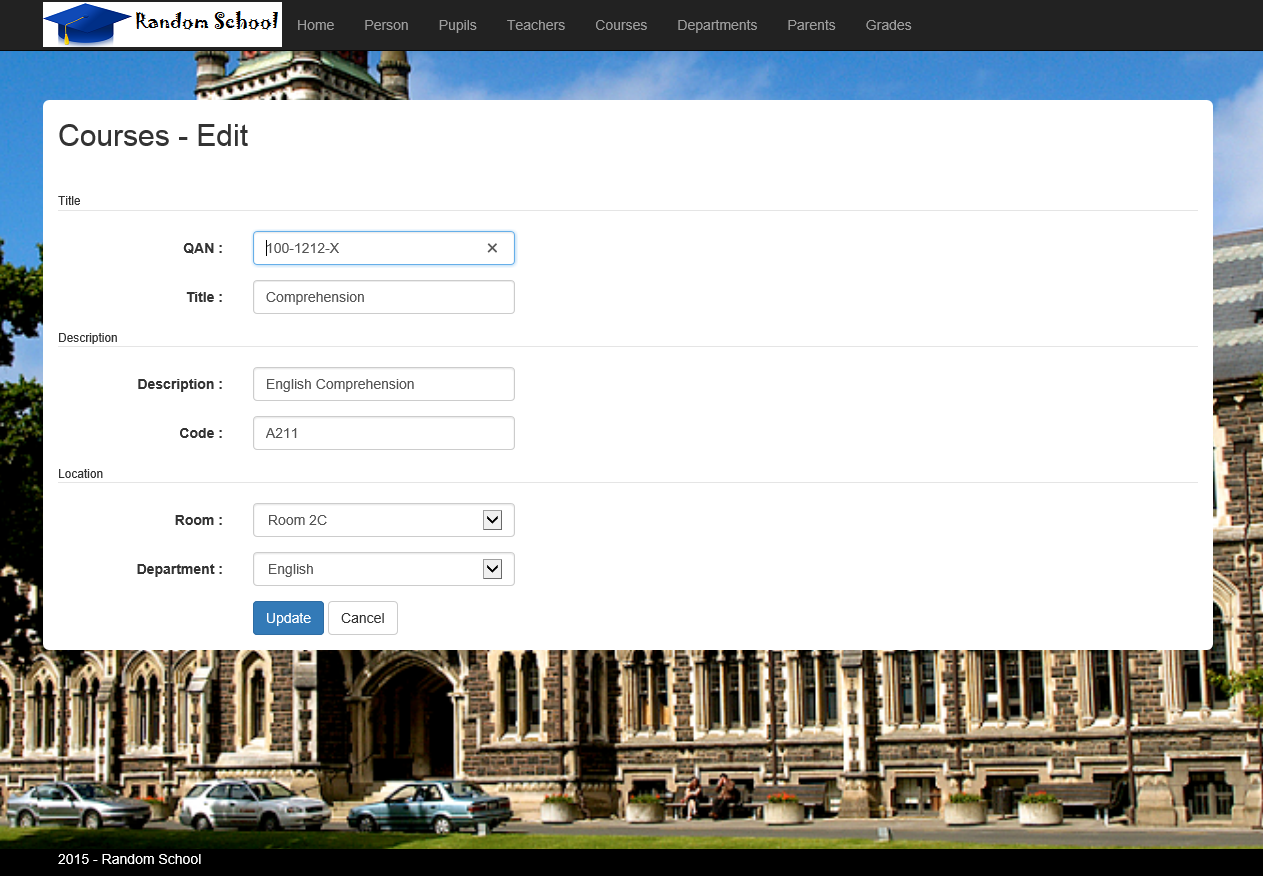 Random School Home Person Pupils Teachers Courses Departments Parents Grades
Courses - Edit
Title
QAN : 100-1212-X
Title : Comprehension
Description
Description : English Comprehension
Code : A211
Location
Room : Room 2C
Department : English
Update Cancel
2015 - Random School